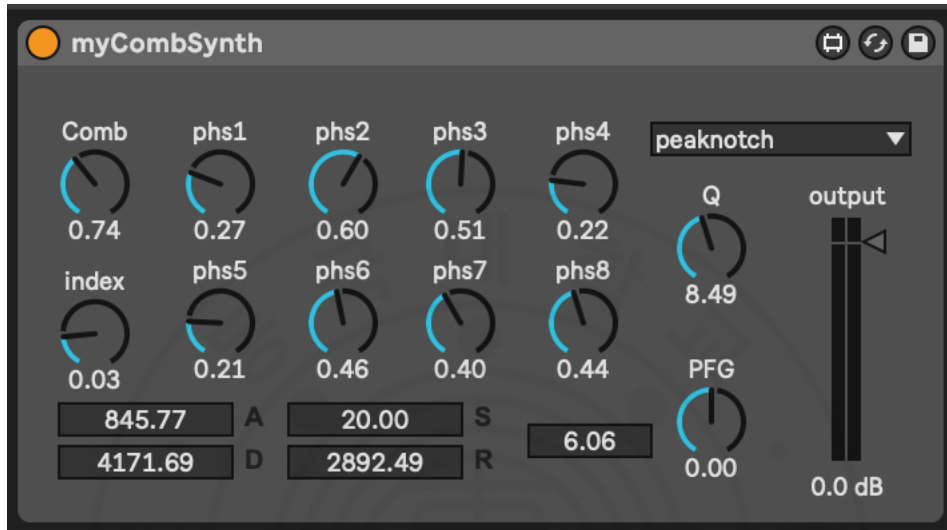 myCombSynth
Comb phs1 phs2 phs3 phs4 peaknotch
0.74 0.27 0.60 0.51 0.22
Q output
8.49
index phs5 phs6 phs7 phs8
0.03 0.21 0.46 0.40 0.44
PFG
845.77 A 20.00 S
6.06
4171.69 D 2892.49 R
0.00
0.0 dB